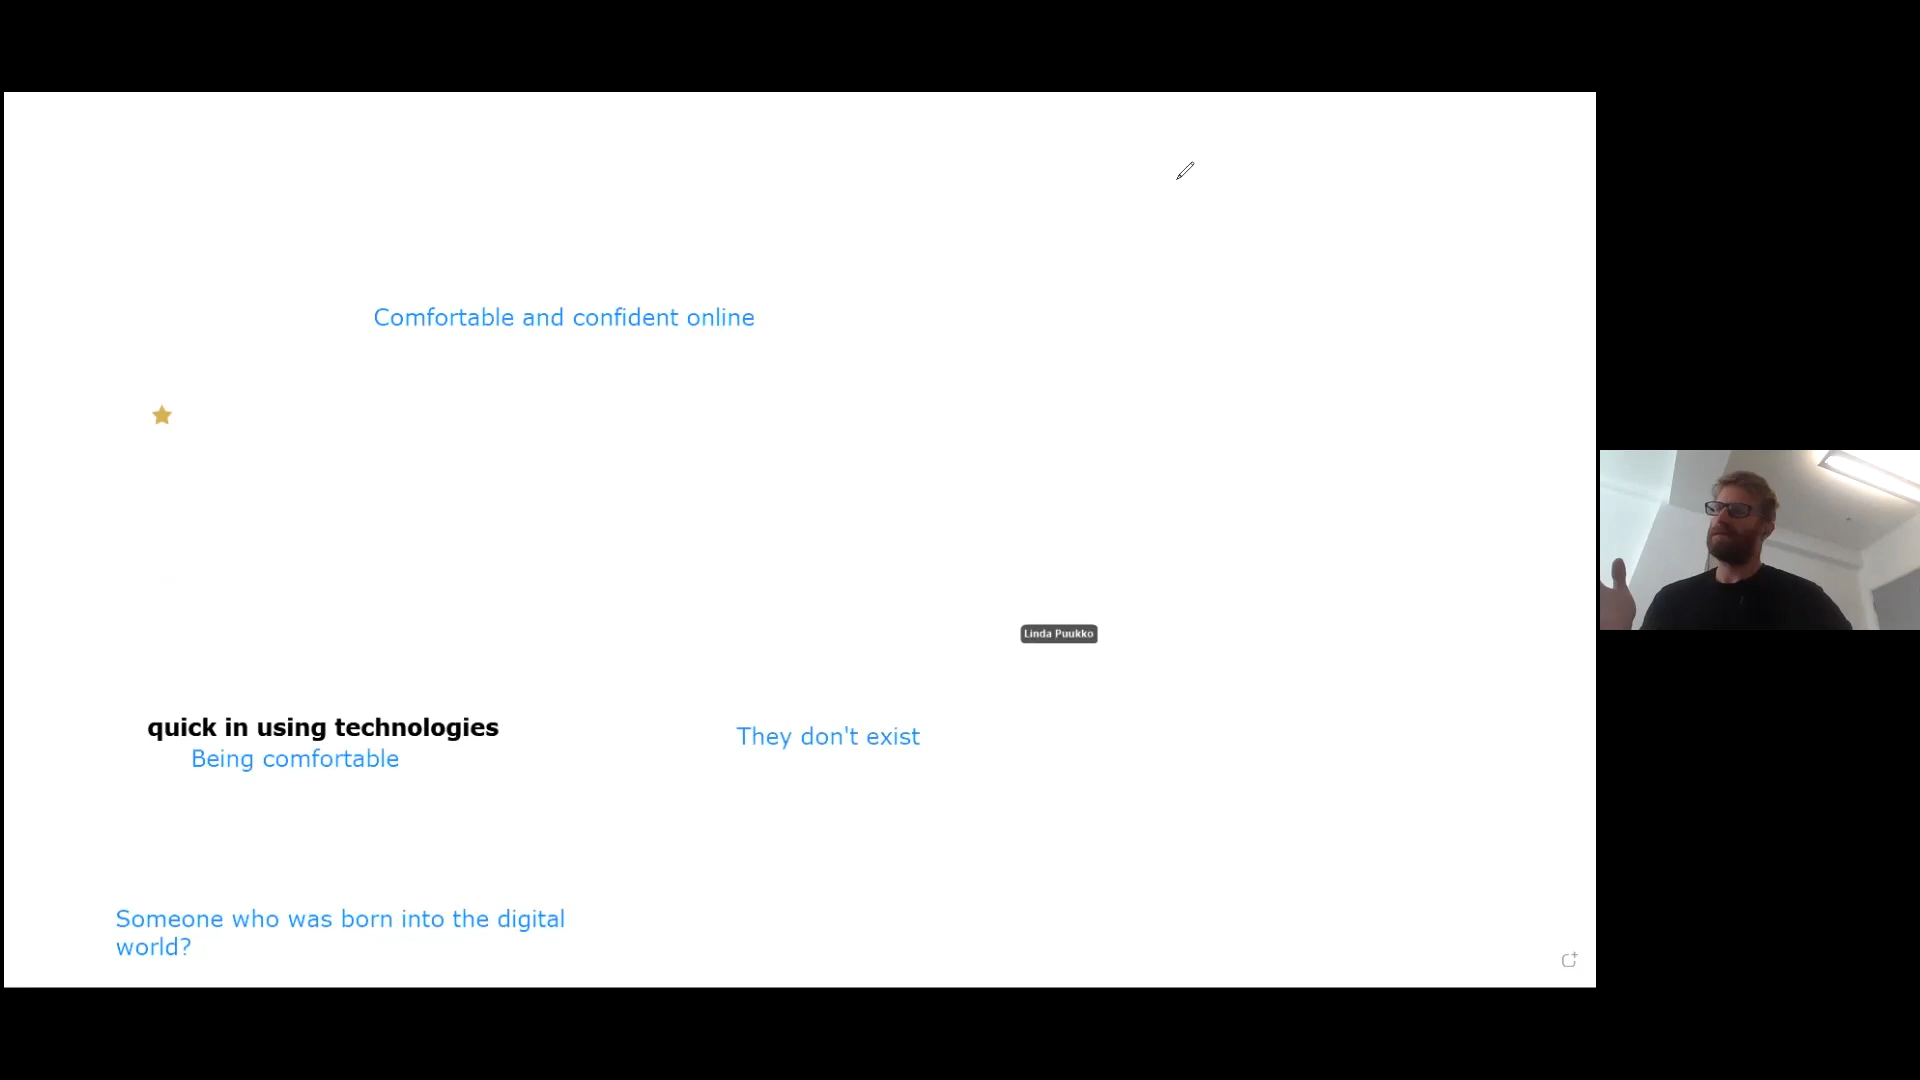 Comfortable and confident online
Linda Puukko
quick in using technologies
Being comfortable
They don't exist
Someone who was born into the digital
world?